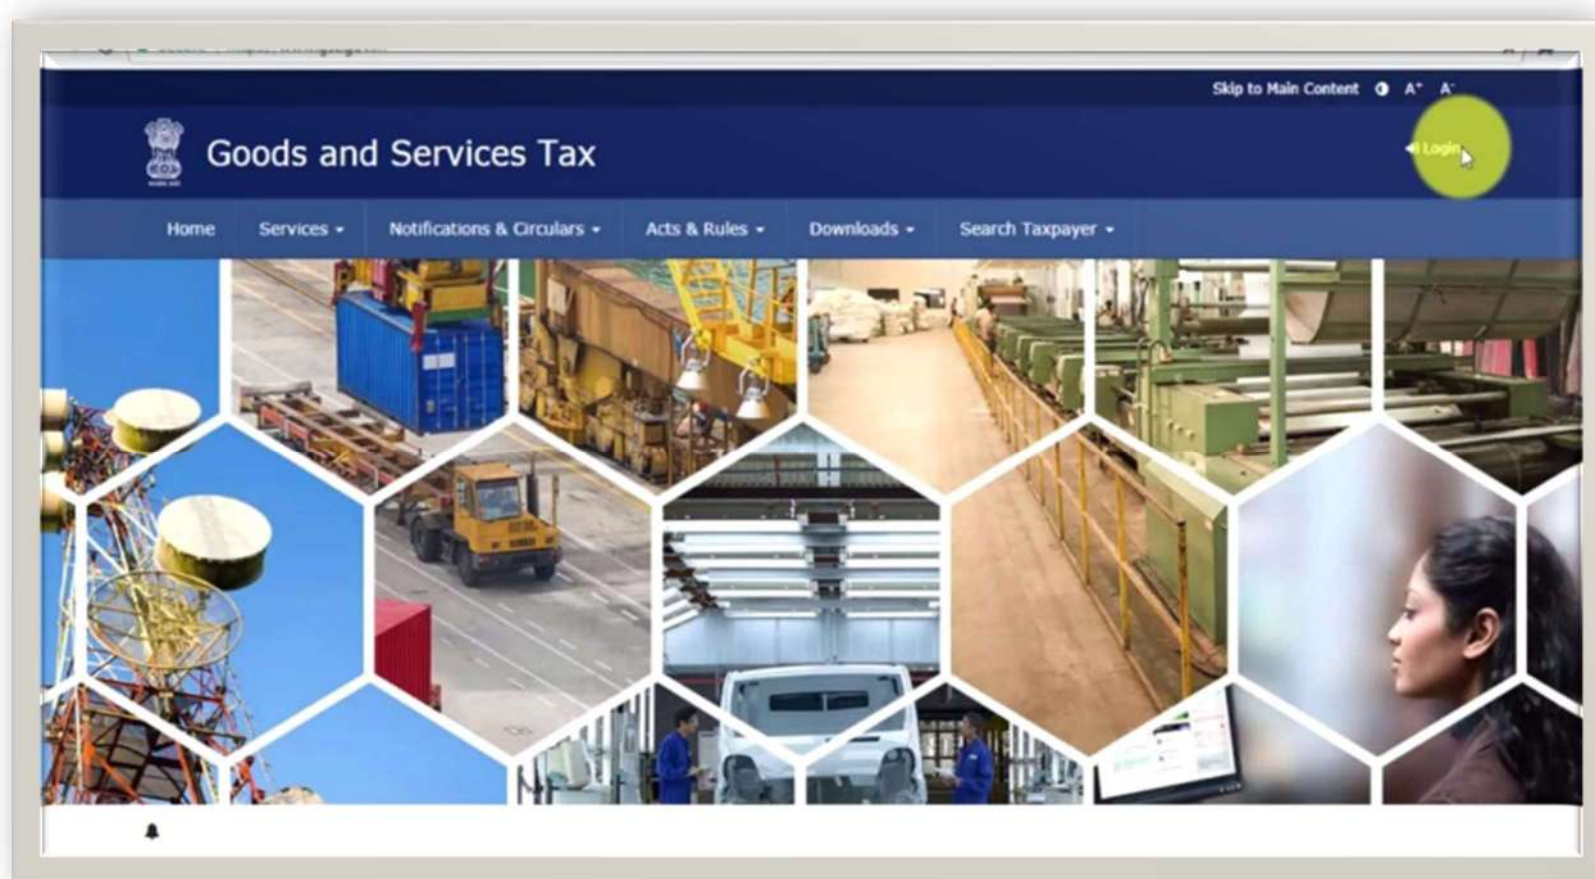 Skip to Main Content A+ A-
Goods and Services Tax
Login
Home Services Notifications & Circulars Acts & Rules Downloads Search Taxpayer